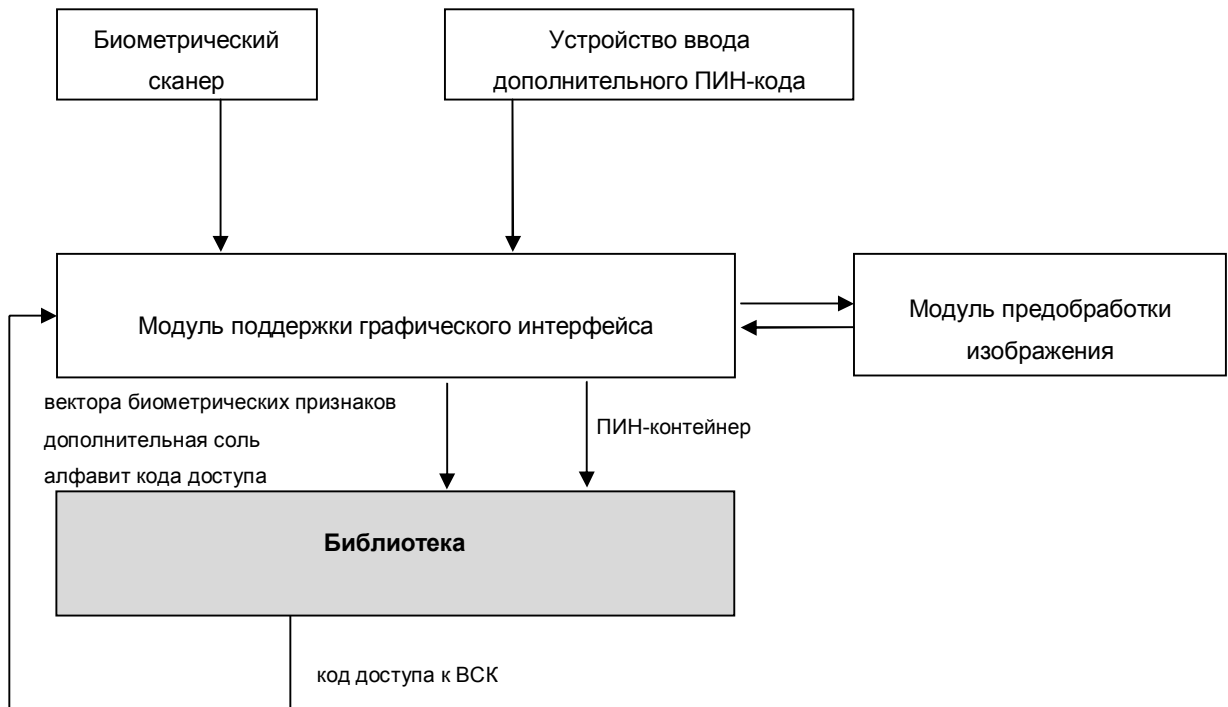 Биометрический
сканер
Устройство ввода
дополнительного ПИН-кода
Модуль поддержки графического интерфейса
Модуль предобработки
изображения
вектора биометрических признаков
дополнительная соль
алфавит кода доступа
ПИН-контейнер
Библиотека
код доступа к ВСК